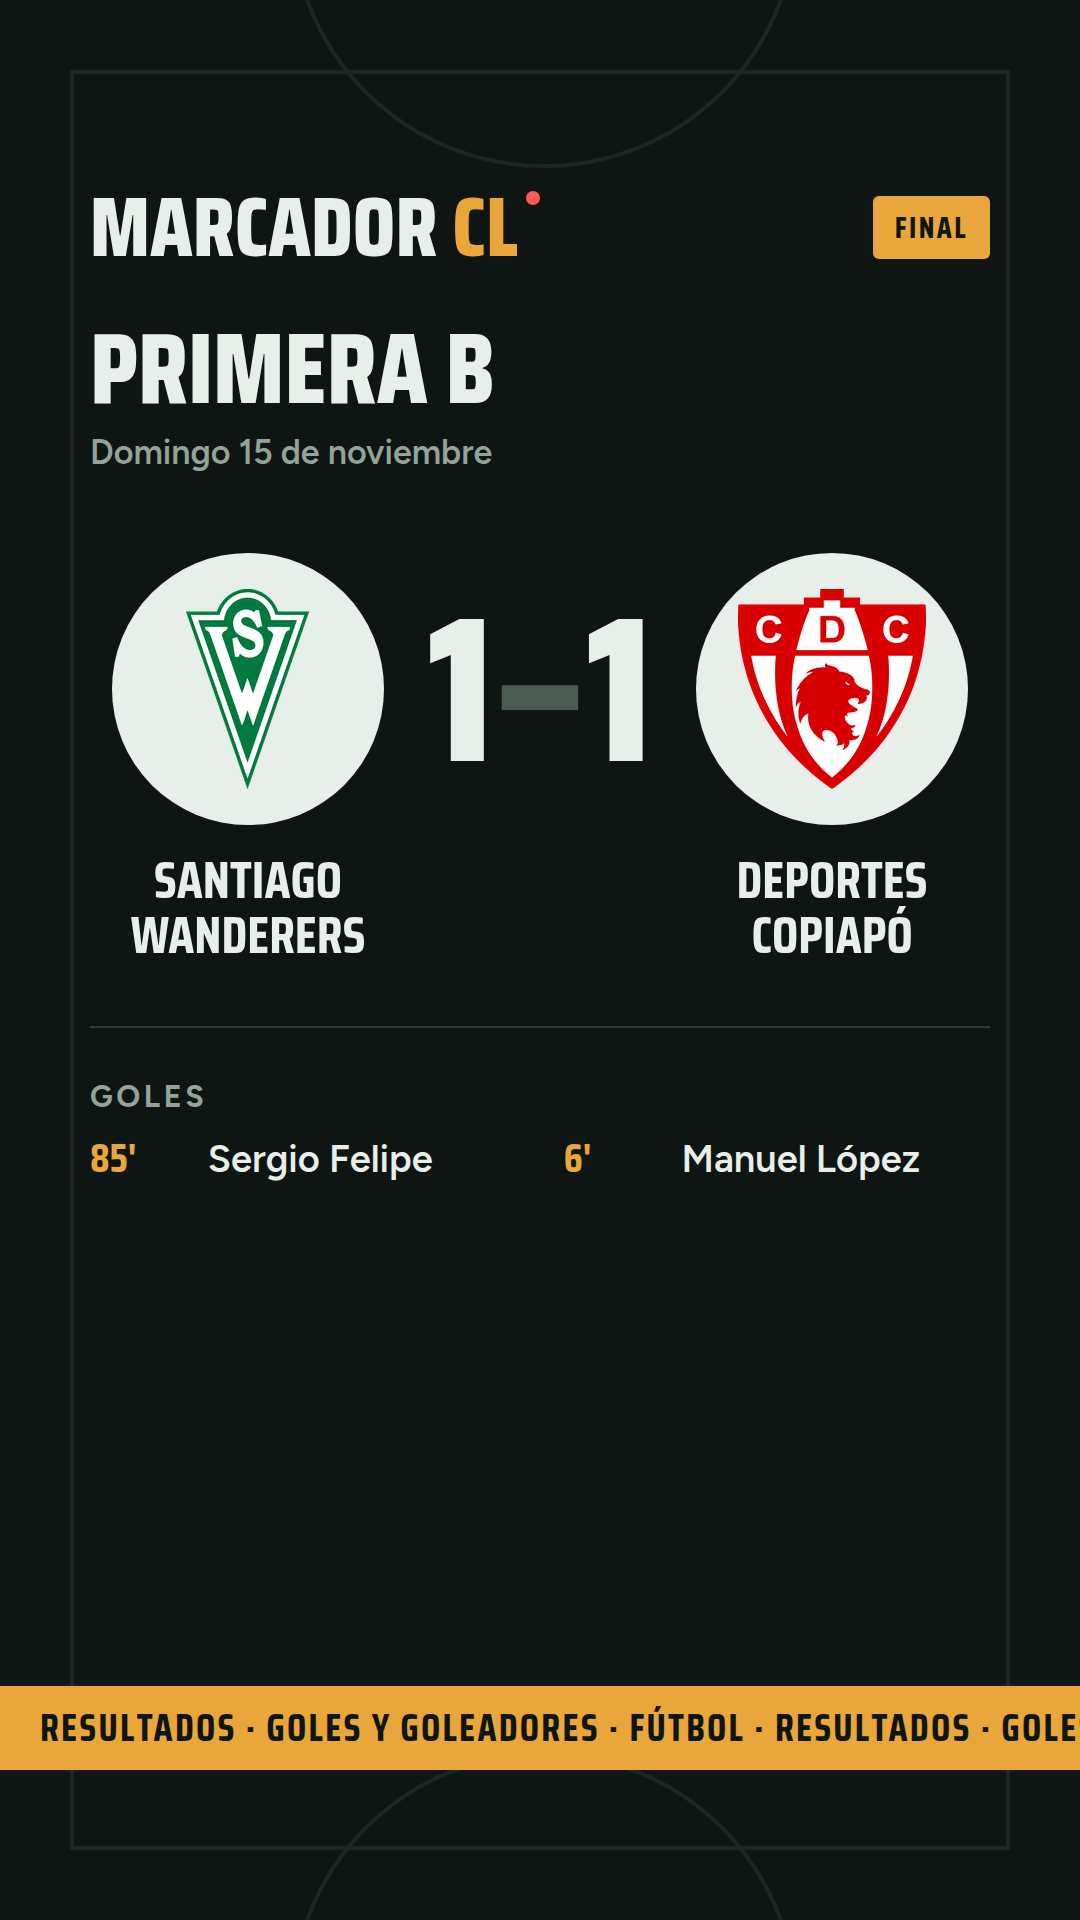 MARCADOR CL
FINAL
PRIMERA B
Domingo 15 de noviembre
S
W
1-1
C D C
SANTIAGO
WANDERERS
DEPORTES
COPIAPÓ
GOLES
85' Sergio Felipe
6' Manuel López
RESULTADOS · GOLES Y GOLEADORES · FÚTBOL · RESULTADOS · GOLES